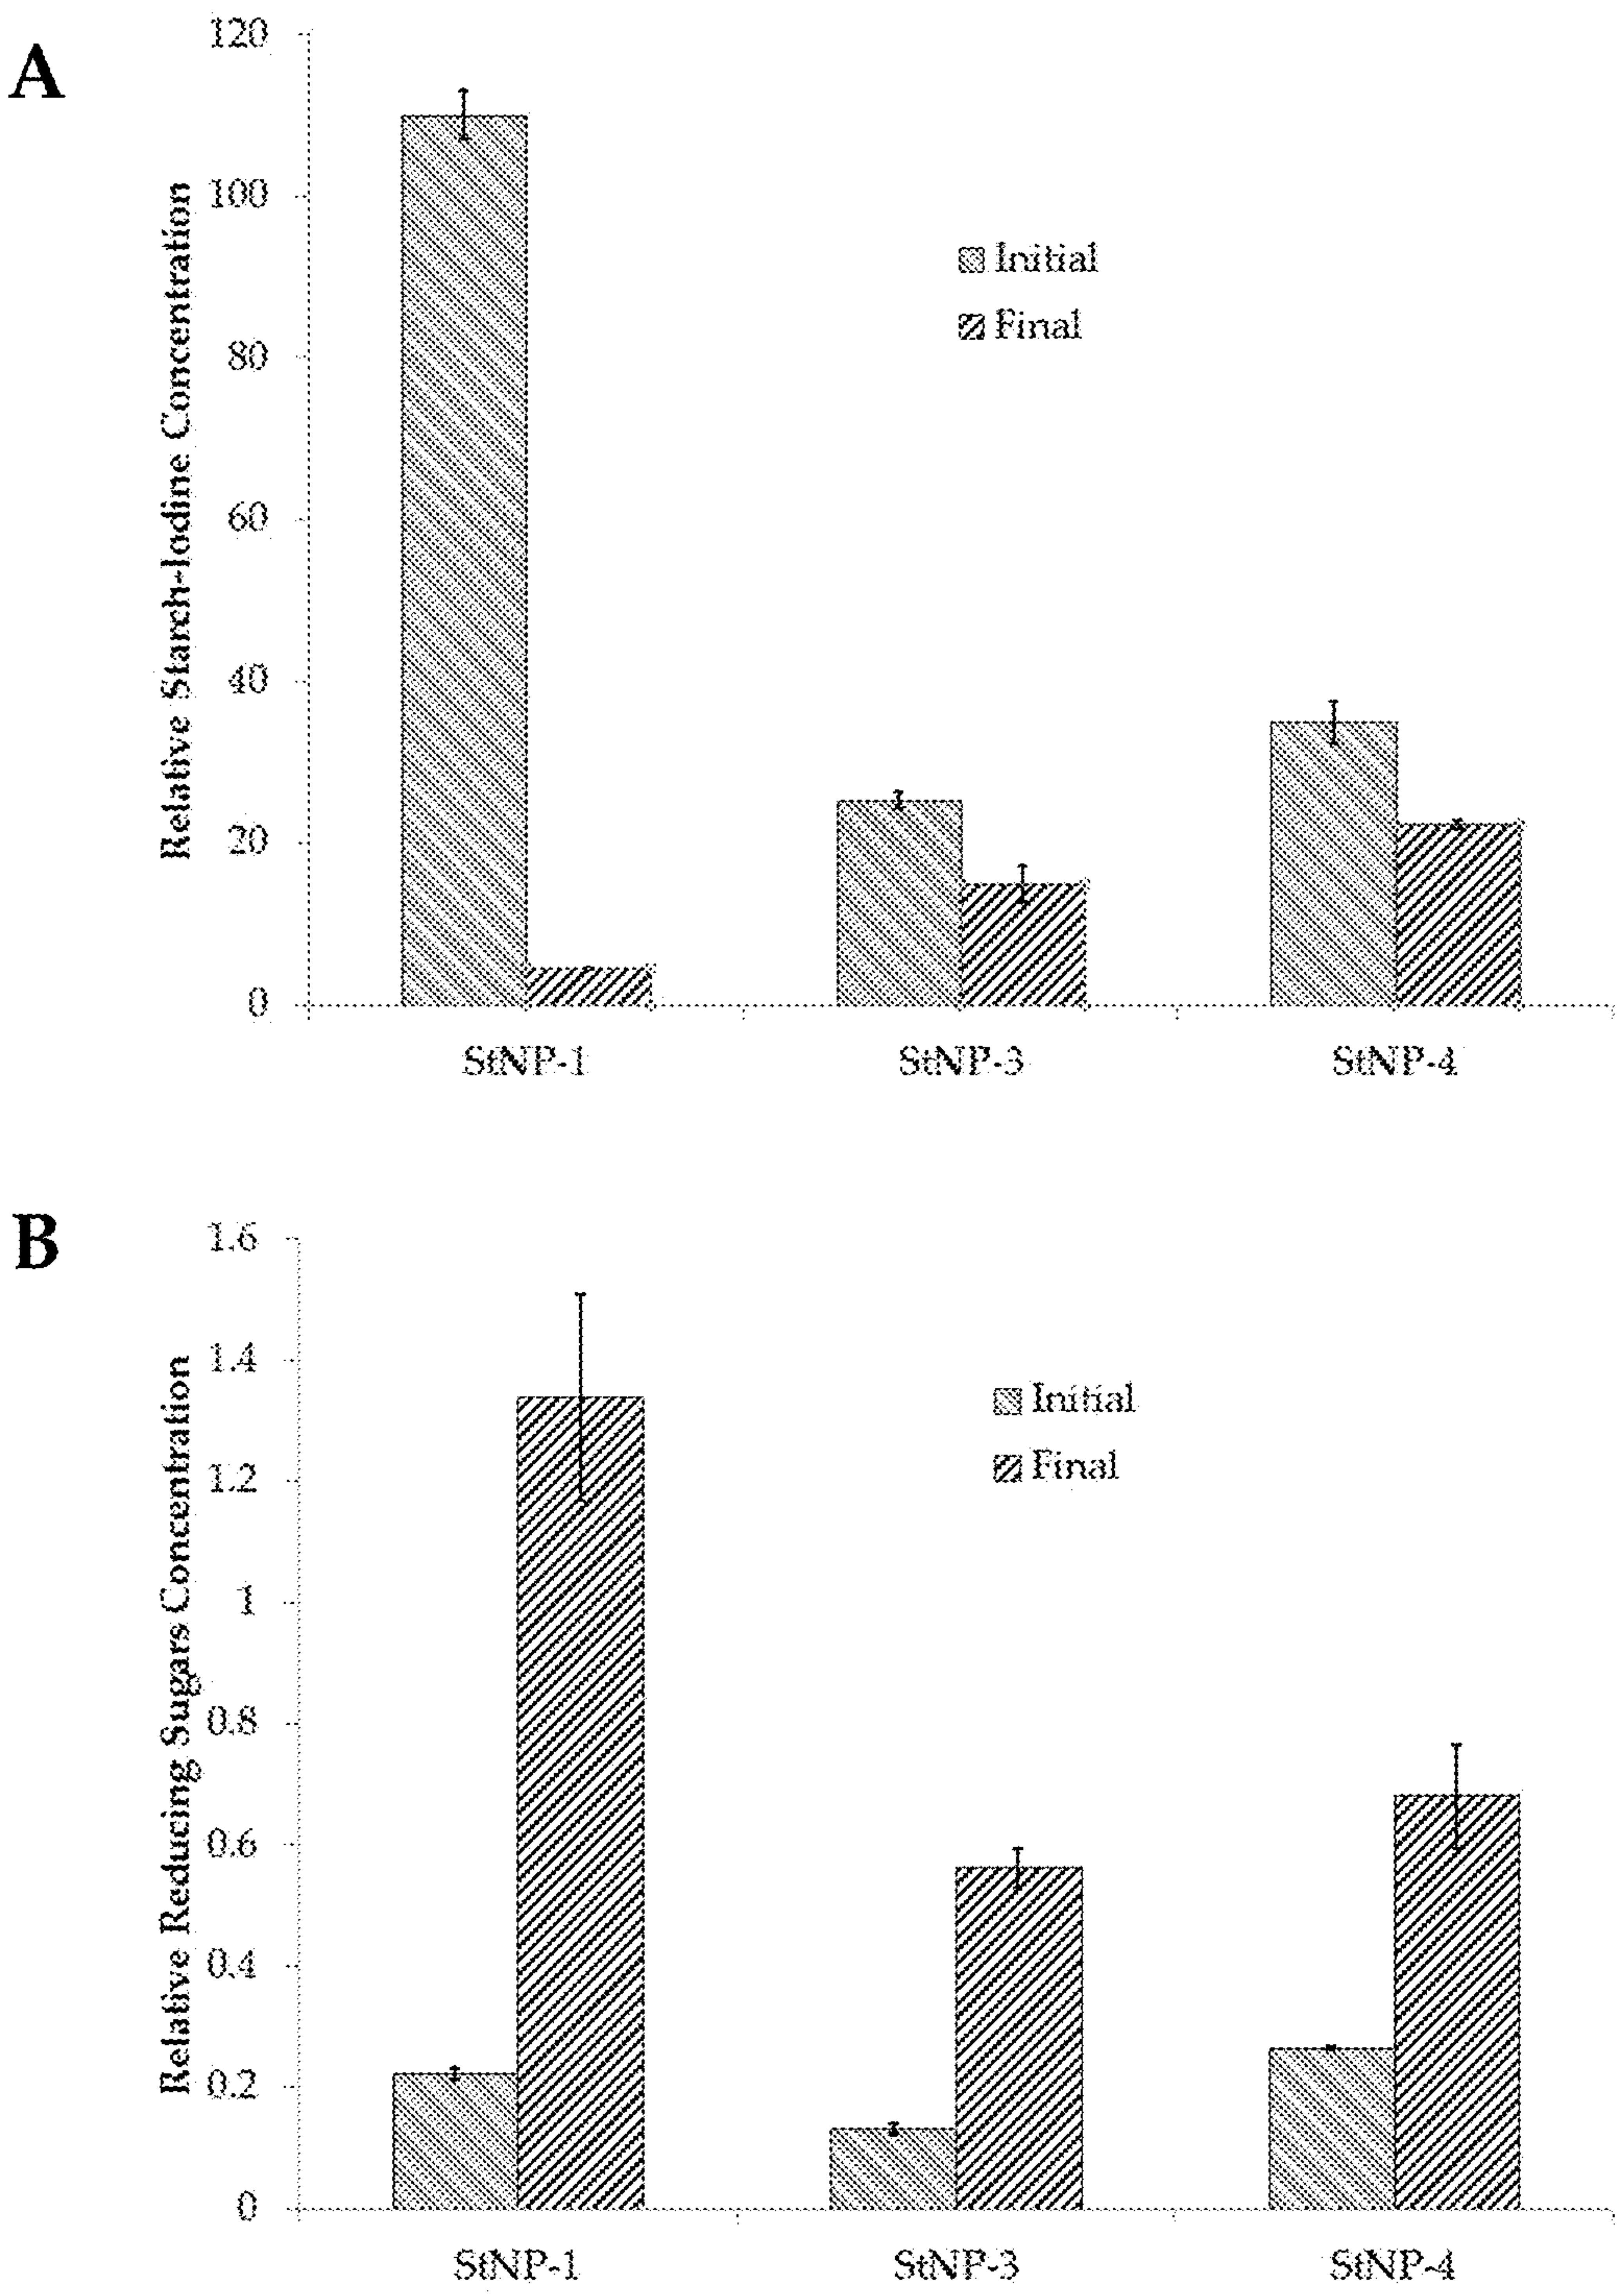 A
120
100
80
60
40
20
0
Relative Starch-Iodine Concentration
Initial
Final
StNP-1 StNP-3 StNP-4
B
1.6
1.4
1.2
1
0.8
0.6
0.4
0.2
0
Relative Reducing Sugars Concentration
Initial
Final
StNP-1 StNP-3 StNP-4